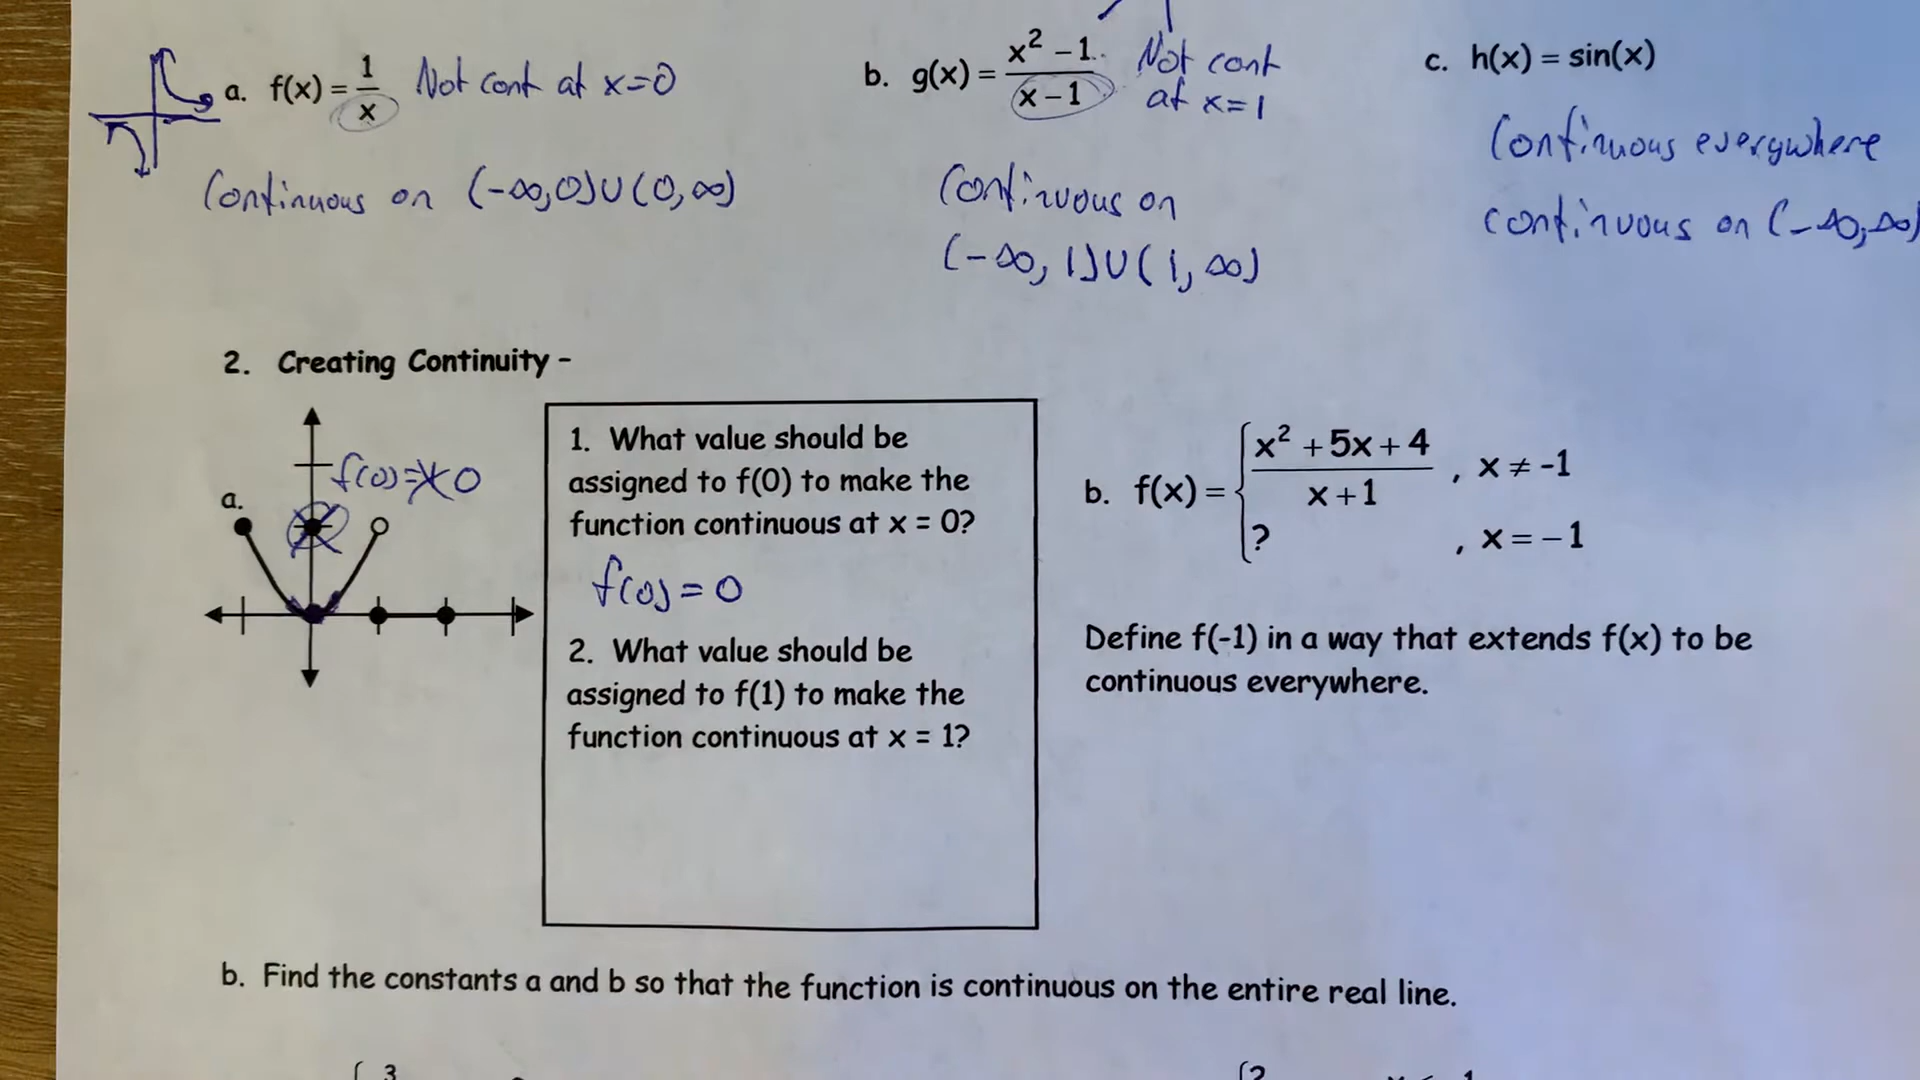 a. f(x) = 1/x Not cont at x=0
Continuous on (-∞,0)∪(0,∞)
b. g(x) = (x² - 1)/(x - 1) Not cont
at x=1
Continuous on
(-∞, 1)∪(1, ∞)
c. h(x) = sin(x)
Continuous everywhere
continuous on (-∞,∞)
2. Creating Continuity -
a.
f(0)= 0
1. What value should be
assigned to f(0) to make the
function continuous at x = 0?
f(0) = 0
2. What value should be
assigned to f(1) to make the
function continuous at x = 1?
b. f(x) = { (x² + 5x + 4)/(x + 1) , x ≠ -1
? , x = -1
Define f(-1) in a way that extends f(x) to be
continuous everywhere.
b. Find the constants a and b so that the function is continuous on the entire real line.